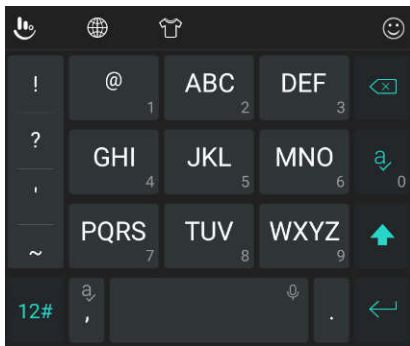 ! @ 1 ABC 2 DEF 3
? GHI 4 JKL 5 MNO 6 a 0
'
~ PQRS 7 TUV 8 WXYZ 9
12# a , .